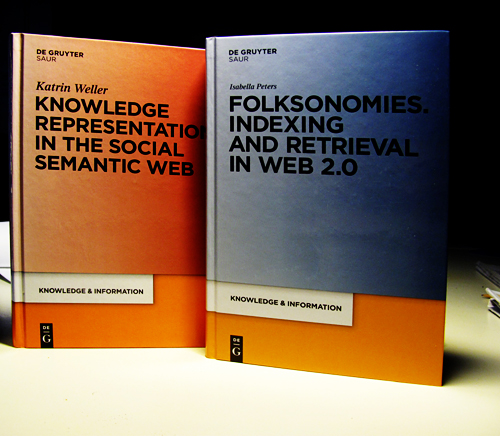 DE GRUYTER
SAUR
Katrin Weller
KNOWLEDGE
REPRESENTATION
IN THE SOCIAL
SEMANTIC WEB
KNOWLEDGE & INFORMATION
DE
G
DE GRUYTER
SAUR
Isabella Peters
FOLKSONOMIES.
INDEXING
AND RETRIEVAL
IN WEB 2.0
KNOWLEDGE & INFORMATION
DE
G